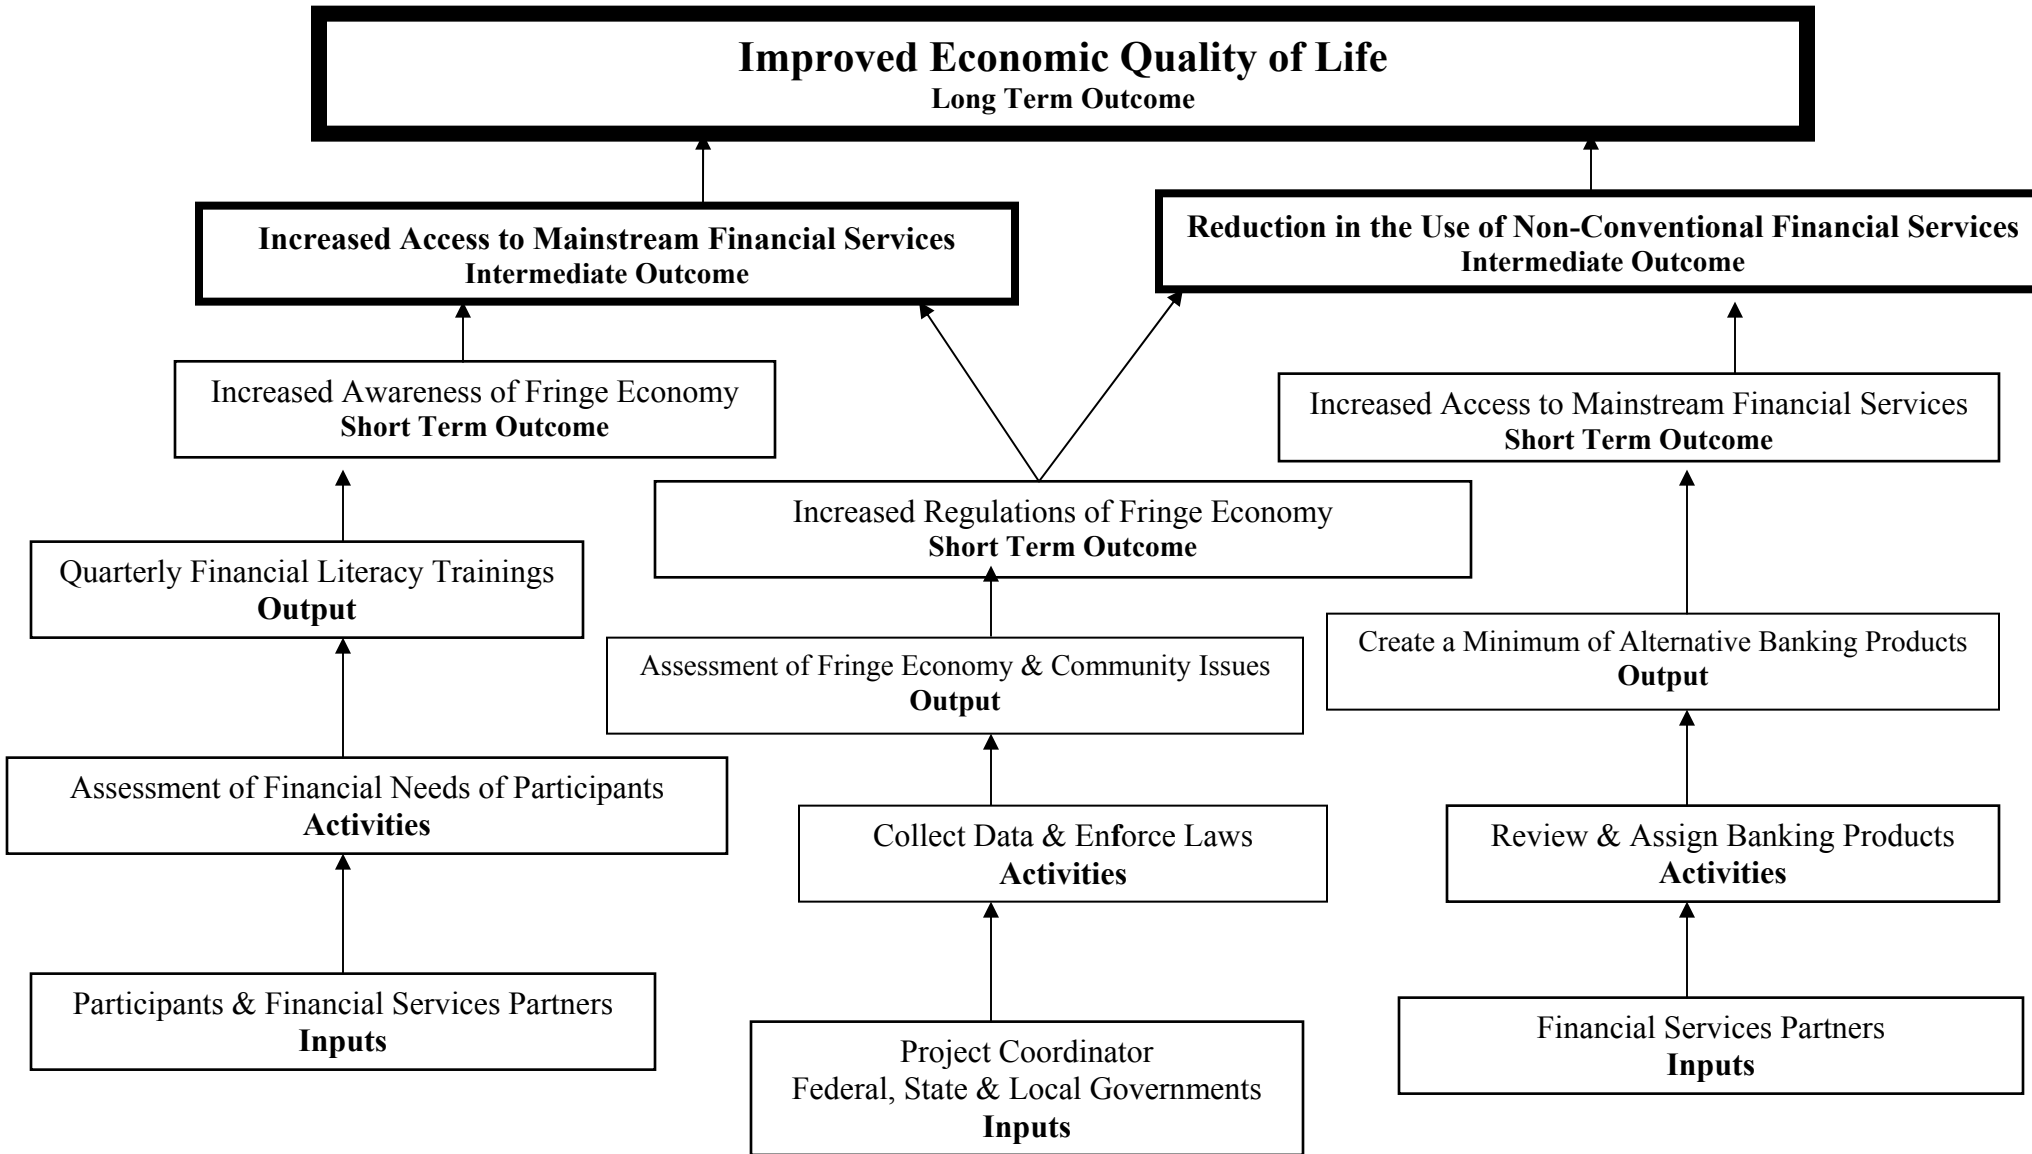 Improved Economic Quality of Life
Long Term Outcome
Increased Access to Mainstream Financial Services
Intermediate Outcome
Reduction in the Use of Non-Conventional Financial Services
Intermediate Outcome
Increased Awareness of Fringe Economy
Short Term Outcome
Increased Access to Mainstream Financial Services
Short Term Outcome
Increased Regulations of Fringe Economy
Short Term Outcome
Quarterly Financial Literacy Trainings
Output
Assessment of Fringe Economy & Community Issues
Output
Create a Minimum of Alternative Banking Products
Output
Assessment of Financial Needs of Participants
Activities
Collect Data & Enforce Laws
Activities
Review & Assign Banking Products
Activities
Participants & Financial Services Partners
Inputs
Project Coordinator
Federal, State & Local Governments
Inputs
Financial Services Partners
Inputs